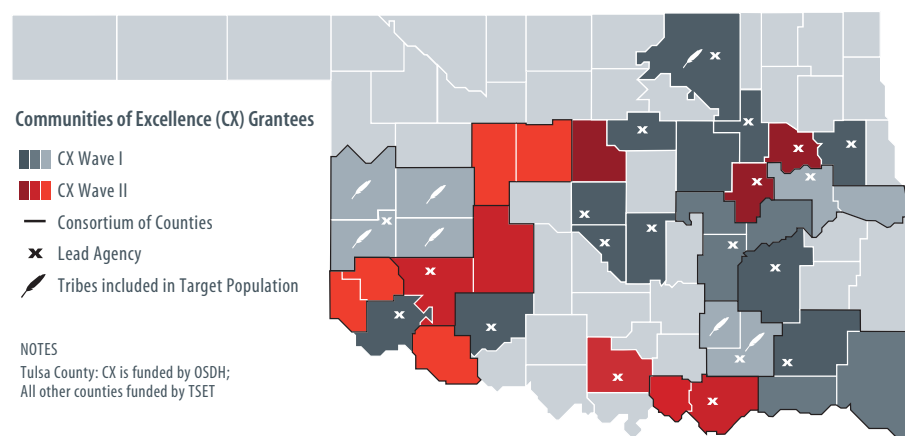 Communities of Excellence (CX) Grantees
CX Wave I
CX Wave II
Consortium of Counties
Lead Agency
Tribes included in Target Population
NOTES
Tulsa County: CX is funded by OSDH;
All other counties funded by TSET